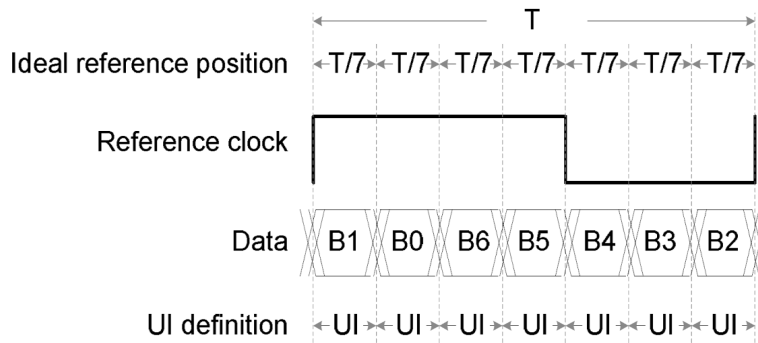 T
Ideal reference position T/7 T/7 T/7 T/7 T/7 T/7 T/7
Reference clock
Data B1 B0 B6 B5 B4 B3 B2
UI definition UI UI UI UI UI UI UI